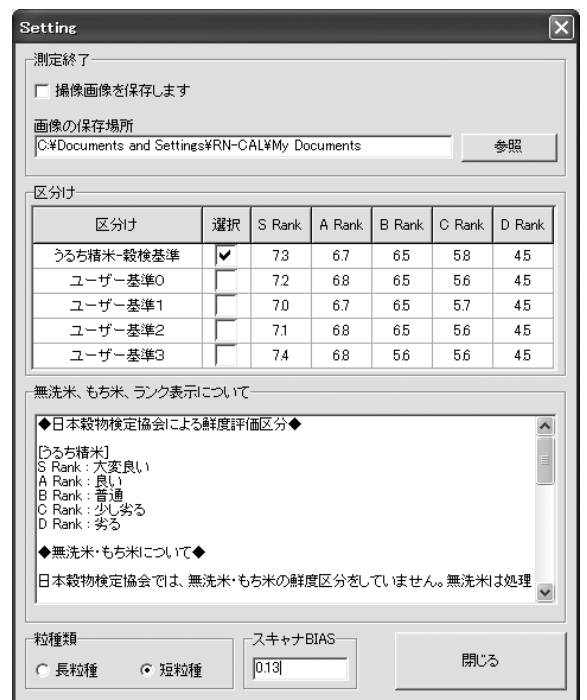 Setting
測定終了
撮像画像を保存します
画像の保存場所
C:¥Documents and Settings¥RN-CAL¥My Documents
参照
区分け
区分け 選択 S Rank A Rank B Rank C Rank D Rank
うるち精米-穀検基準 7.3 6.7 6.5 5.8 4.5
ユーザー基準0 7.2 6.8 6.5 5.6 4.5
ユーザー基準1 7.0 6.7 6.5 5.7 4.5
ユーザー基準2 7.1 6.8 6.5 5.6 4.5
ユーザー基準3 7.4 6.8 5.6 5.6 4.5
無洗米、もち米、ランク表示について
◆日本穀物検定協会による鮮度評価区分◆
[うるち精米]
S Rank : 大変良い
A Rank : 良い
B Rank : 普通
C Rank : 少し劣る
D Rank : 劣る
◆無洗米・もち米について◆
日本穀物検定協会では、無洗米・もち米の鮮度区分をしていません。無洗米は処理
粒種類
長粒種 短粒種
スキャナBIAS
0.13
閉じる